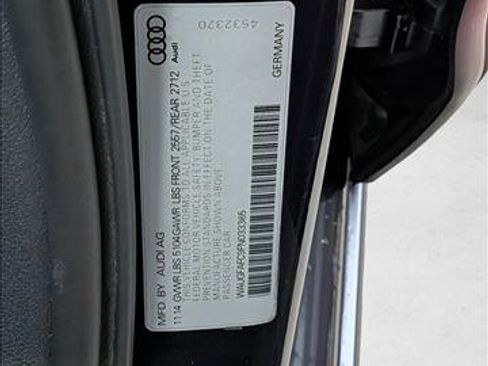 MFD. BY AUDI AG
4532320
Audi
11 14 GVWR LBS 5104 GAWR LBS FRONT 2557/REAR 2712
THIS VEHICLE CONFORMS TO ALL APPLICABLE U.S.
FEDERAL MOTOR VEHICLE SAFETY, BUMPER AND THEFT
PREVENTION STANDARDS IN EFFECT ON THE DATE OF
MANUFACTURE SHOWN ABOVE.
PASSENGER CAR
WAUGFAFC9FN033365
GERMANY